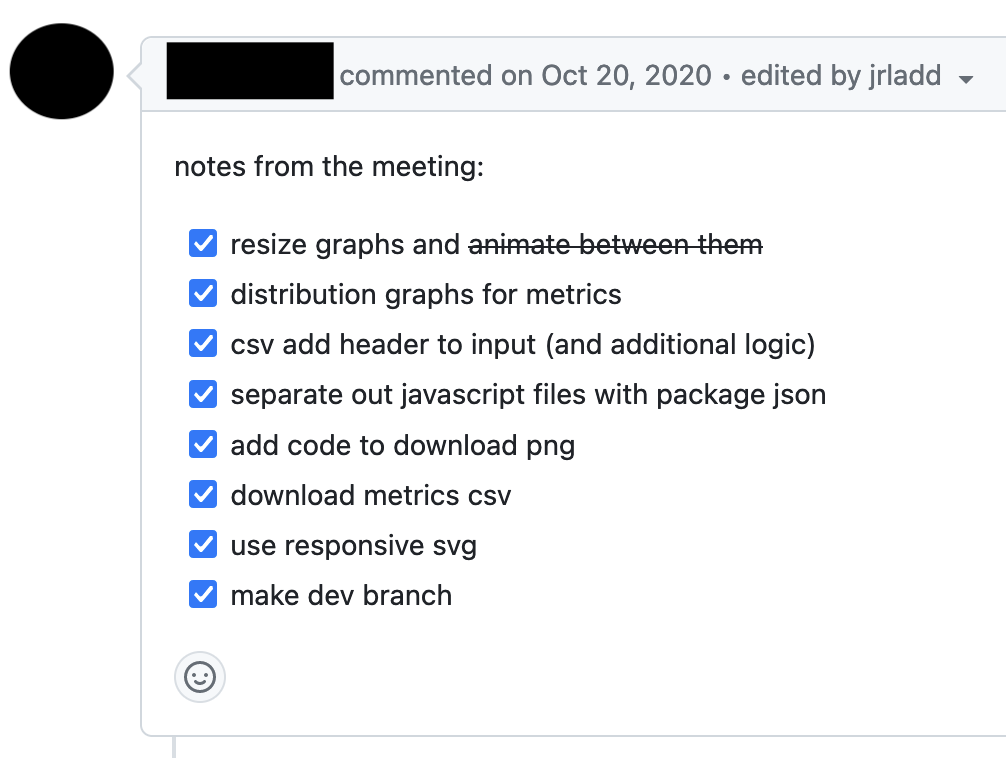 commented on Oct 20, 2020 • edited by jrladd
notes from the meeting:
resize graphs and animate between them
distribution graphs for metrics
csv add header to input (and additional logic)
separate out javascript files with package json
add code to download png
download metrics csv
use responsive svg
make dev branch